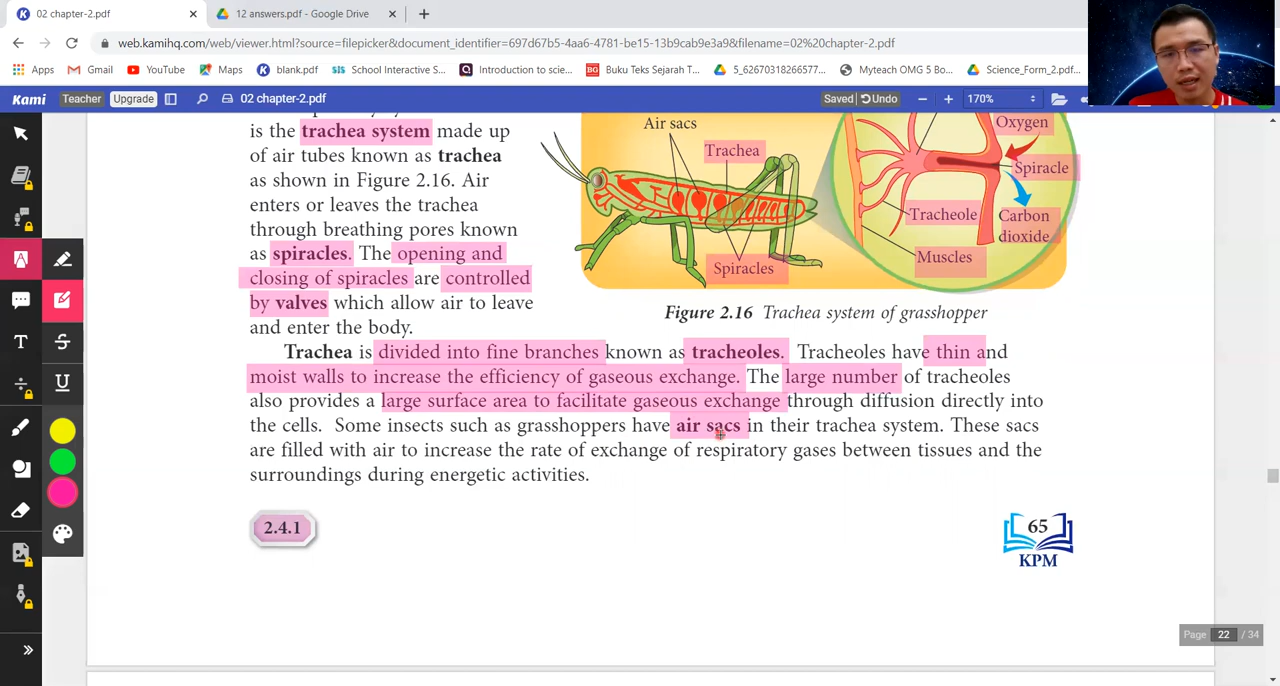 02 chapter-2.pdf
12 answers.pdf - Google Drive
web.kamihq.com/web/viewer.html?source=filepicker&document_identifier=697d67b5-4aa6-4781-be15-13b9cab9e3a9&filename=02%20chapter-2.pdf
Apps
Gmail
YouTube
Maps
blank.pdf
School Interactive S...
Introduction to scie...
Buku Teks Sejarah T...
5_62670318266577...
Myteach OMG 5 Bo...
Science_Form_2.pdf...
Kami
Teacher
Upgrade
02 chapter-2.pdf
Saved
Undo
170%
is the trachea system made up
of air tubes known as trachea
as shown in Figure 2.16. Air
enters or leaves the trachea
through breathing pores known
as spiracles. The opening and
closing of spiracles are controlled
by valves which allow air to leave
and enter the body.
Air sacs
Trachea
Spiracles
Oxygen
Spiracle
Tracheole
Carbon
dioxide
Muscles
Figure 2.16 Trachea system of grasshopper
Trachea is divided into fine branches known as tracheoles. Tracheoles have thin and
moist walls to increase the efficiency of gaseous exchange. The large number of tracheoles
also provides a large surface area to facilitate gaseous exchange through diffusion directly into
the cells. Some insects such as grasshoppers have air sacs in their trachea system. These sacs
are filled with air to increase the rate of exchange of respiratory gases between tissues and the
surroundings during energetic activities.
2.4.1
65
KPM
Page 22 / 34